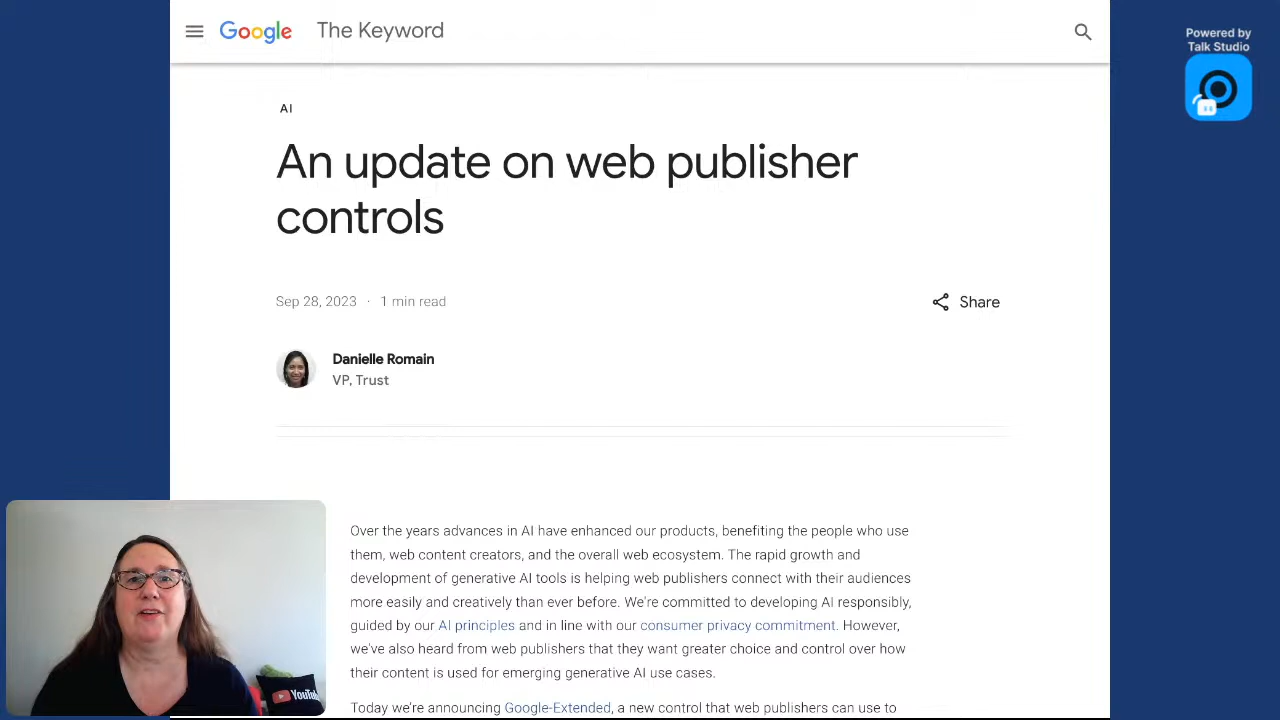 Google The Keyword
Powered by
Talk Studio
AI
An update on web publisher
controls
Sep 28, 2023 · 1 min read
Share
Danielle Romain
VP, Trust
Over the years advances in AI have enhanced our products, benefiting the people who use
them, web content creators, and the overall web ecosystem. The rapid growth and
development of generative AI tools is helping web publishers connect with their audiences
more easily and creatively than ever before. We're committed to developing AI responsibly,
guided by our AI principles and in line with our consumer privacy commitment. However,
we've also heard from web publishers that they want greater choice and control over how
their content is used for emerging generative AI use cases.
Today we're announcing Google-Extended, a new control that web publishers can use to
YouTube